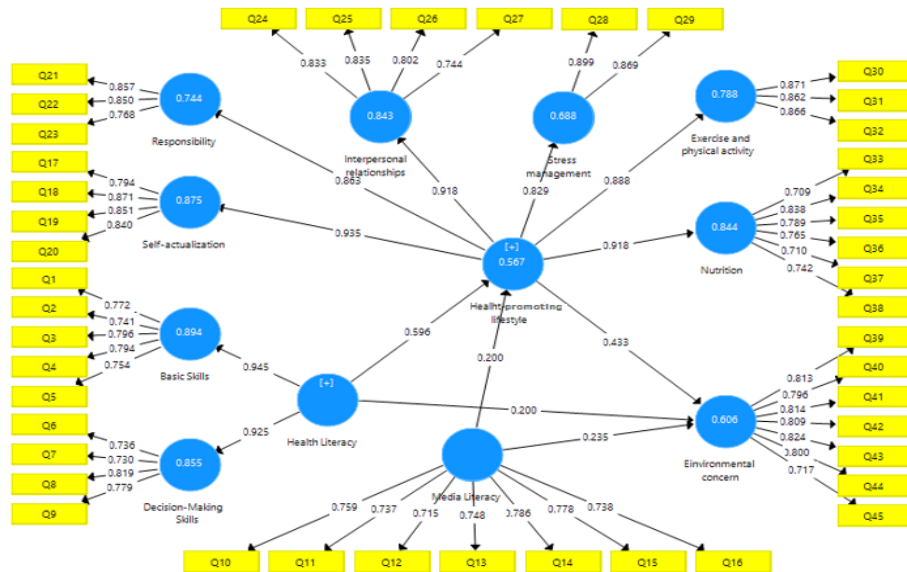 Q24
Q25
Q26
Q27
Q28
Q29
0.833
0.835
0.802
0.744
0.899
0.869
Q21
Q22
Q23
0.857
0.850
0.768
0.744
Responsibility
0.843
Interpersonal
relationships
0.688
Stress
management
0.788
Exercise and
physical activity
0.871
0.862
0.866
Q30
Q31
Q32
Q17
Q18
Q19
Q20
0.794
0.871
0.851
0.840
0.875
Self-actualization
0.863
0.918
0.829
0.888
0.935
0.918
[+]
0.567
Healht-promoting
lifestyle
0.844
Nutrition
0.709
0.838
0.789
0.765
0.710
0.742
Q33
Q34
Q35
Q36
Q37
Q38
Q1
Q2
Q3
Q4
Q5
0.772
0.741
0.796
0.794
0.754
0.894
Basic Skills
0.945
0.596
0.200
0.433
[+]
Health Literacy
0.925
0.200
0.235
0.606
Einvironmental
concern
0.813
0.796
0.814
0.809
0.824
0.800
0.717
Q39
Q40
Q41
Q42
Q43
Q44
Q45
Q6
Q7
Q8
Q9
0.736
0.730
0.819
0.779
0.855
Decision-Making
Skills
Media Literacy
0.759
0.737
0.715
0.748
0.786
0.778
0.738
Q10
Q11
Q12
Q13
Q14
Q15
Q16